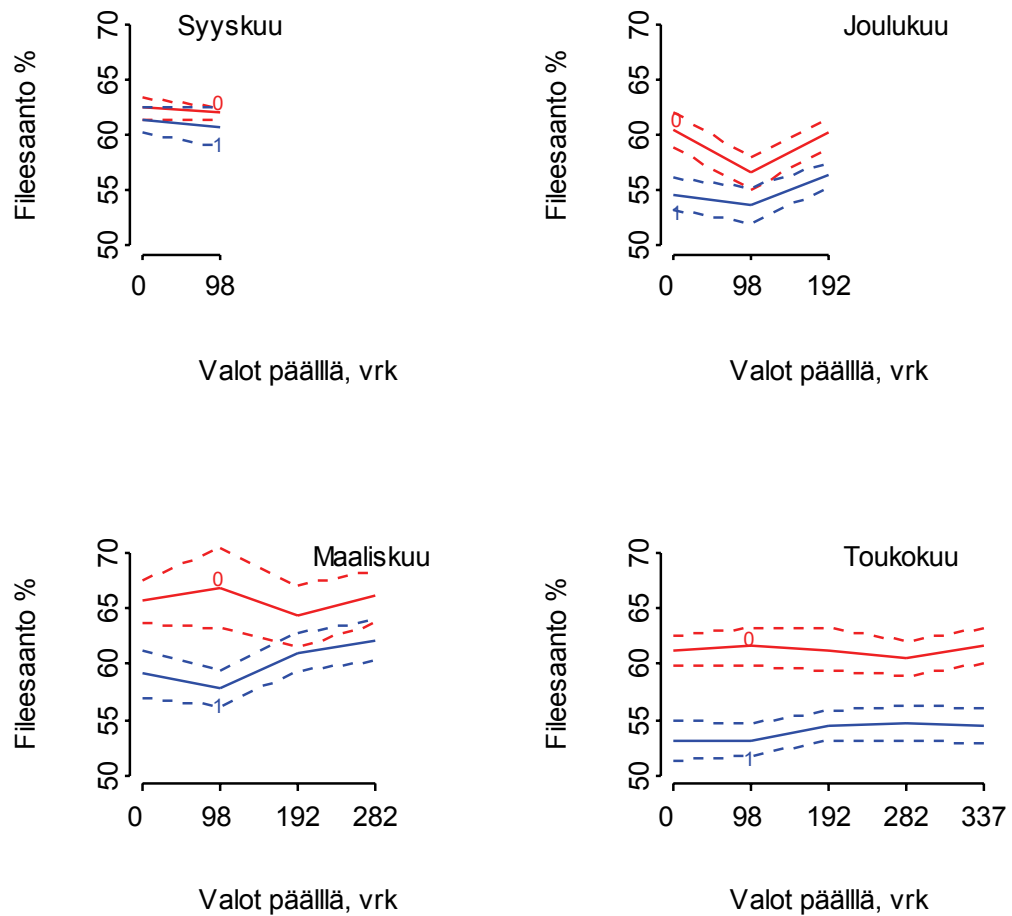 Syyskuu
Fileesaanto %
70
65
60
55
50
0
1
0 98
Valot päälllä, vrk
Joulukuu
Fileesaanto %
70
65
60
55
50
0
1
0 98 192
Valot päälllä, vrk
Maaliskuu
Fileesaanto %
70
65
60
55
50
0
1
0 98 192 282
Valot päälllä, vrk
Toukokuu
Fileesaanto %
70
65
60
55
50
0
1
0 98 192 282 337
Valot päälllä, vrk